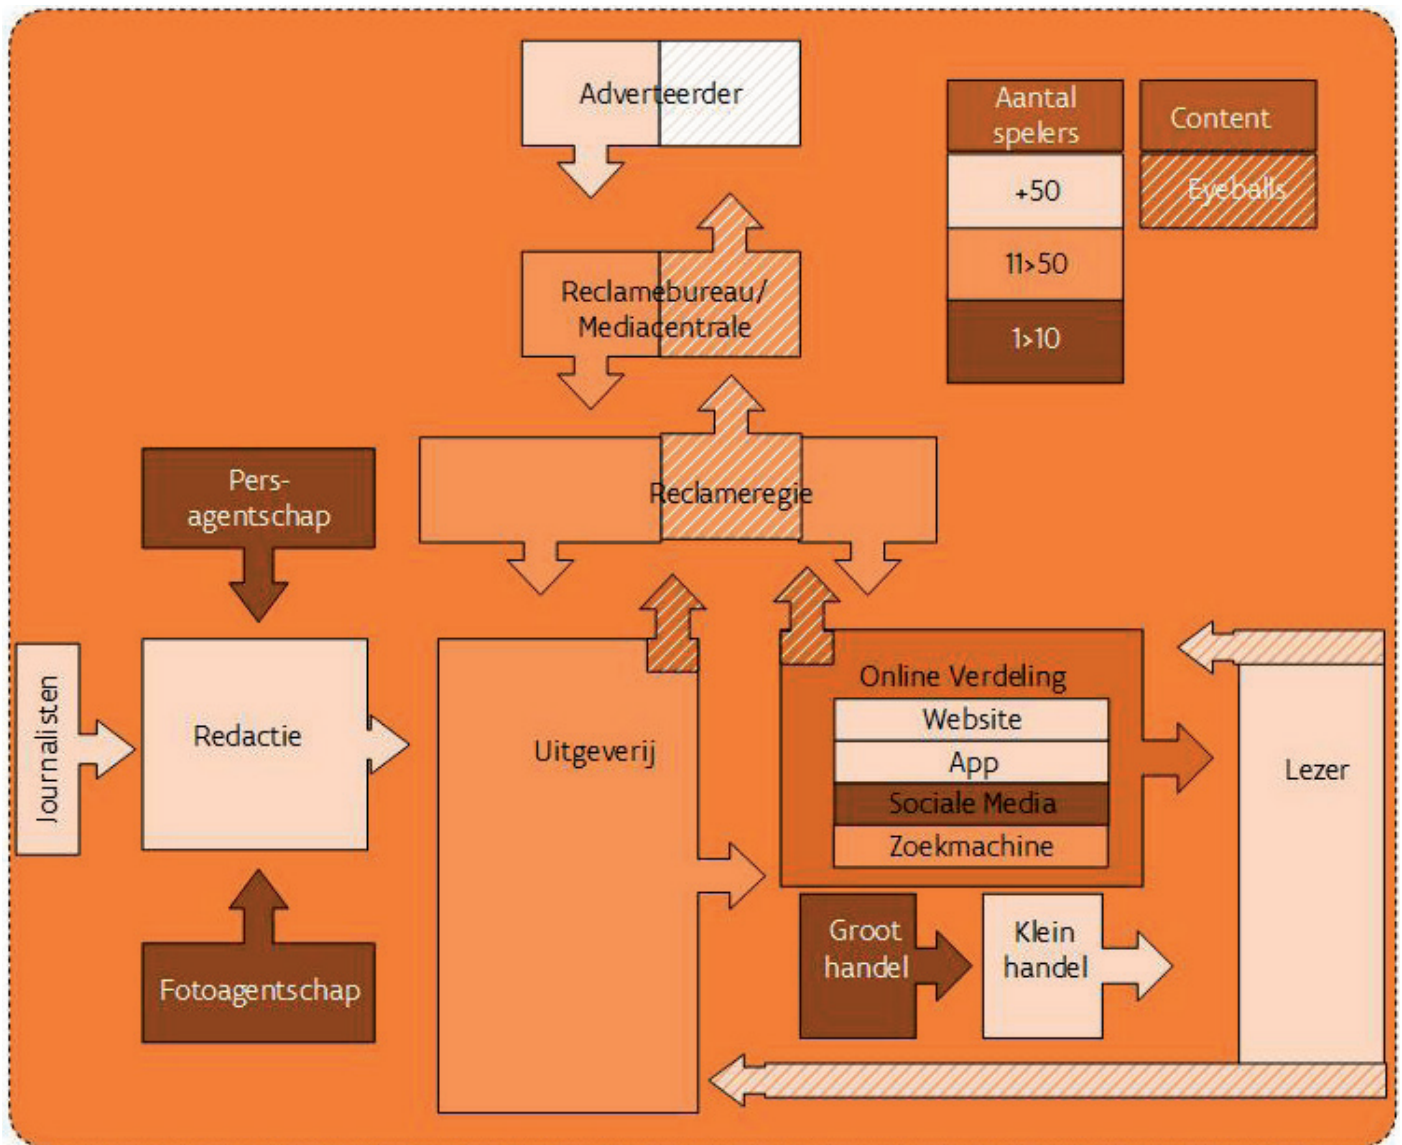 Adverteerder
Aantal
spelers
Content
+50
Eyeballs
11>50
1>10
Reclamebureau/
Mediacentrale
Reclameregie
Pers-
agentschap
Journalisten
Redactie
Fotoagentschap
Uitgeverij
Online Verdeling
Website
App
Sociale Media
Zoekmachine
Groot
handel
Klein
handel
Lezer